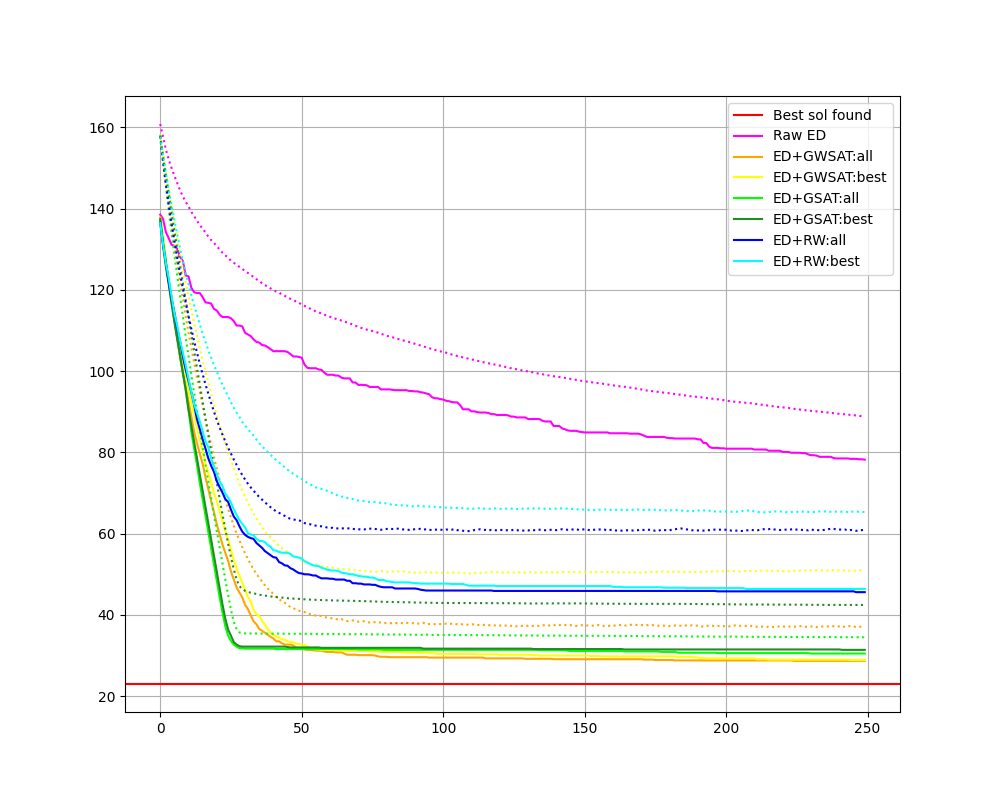 160
140
120
100
80
60
40
20
0 50 100 150 200 250
Best sol found
Raw ED
ED+GWSAT:all
ED+GWSAT:best
ED+GSAT:all
ED+GSAT:best
ED+RW:all
ED+RW:best